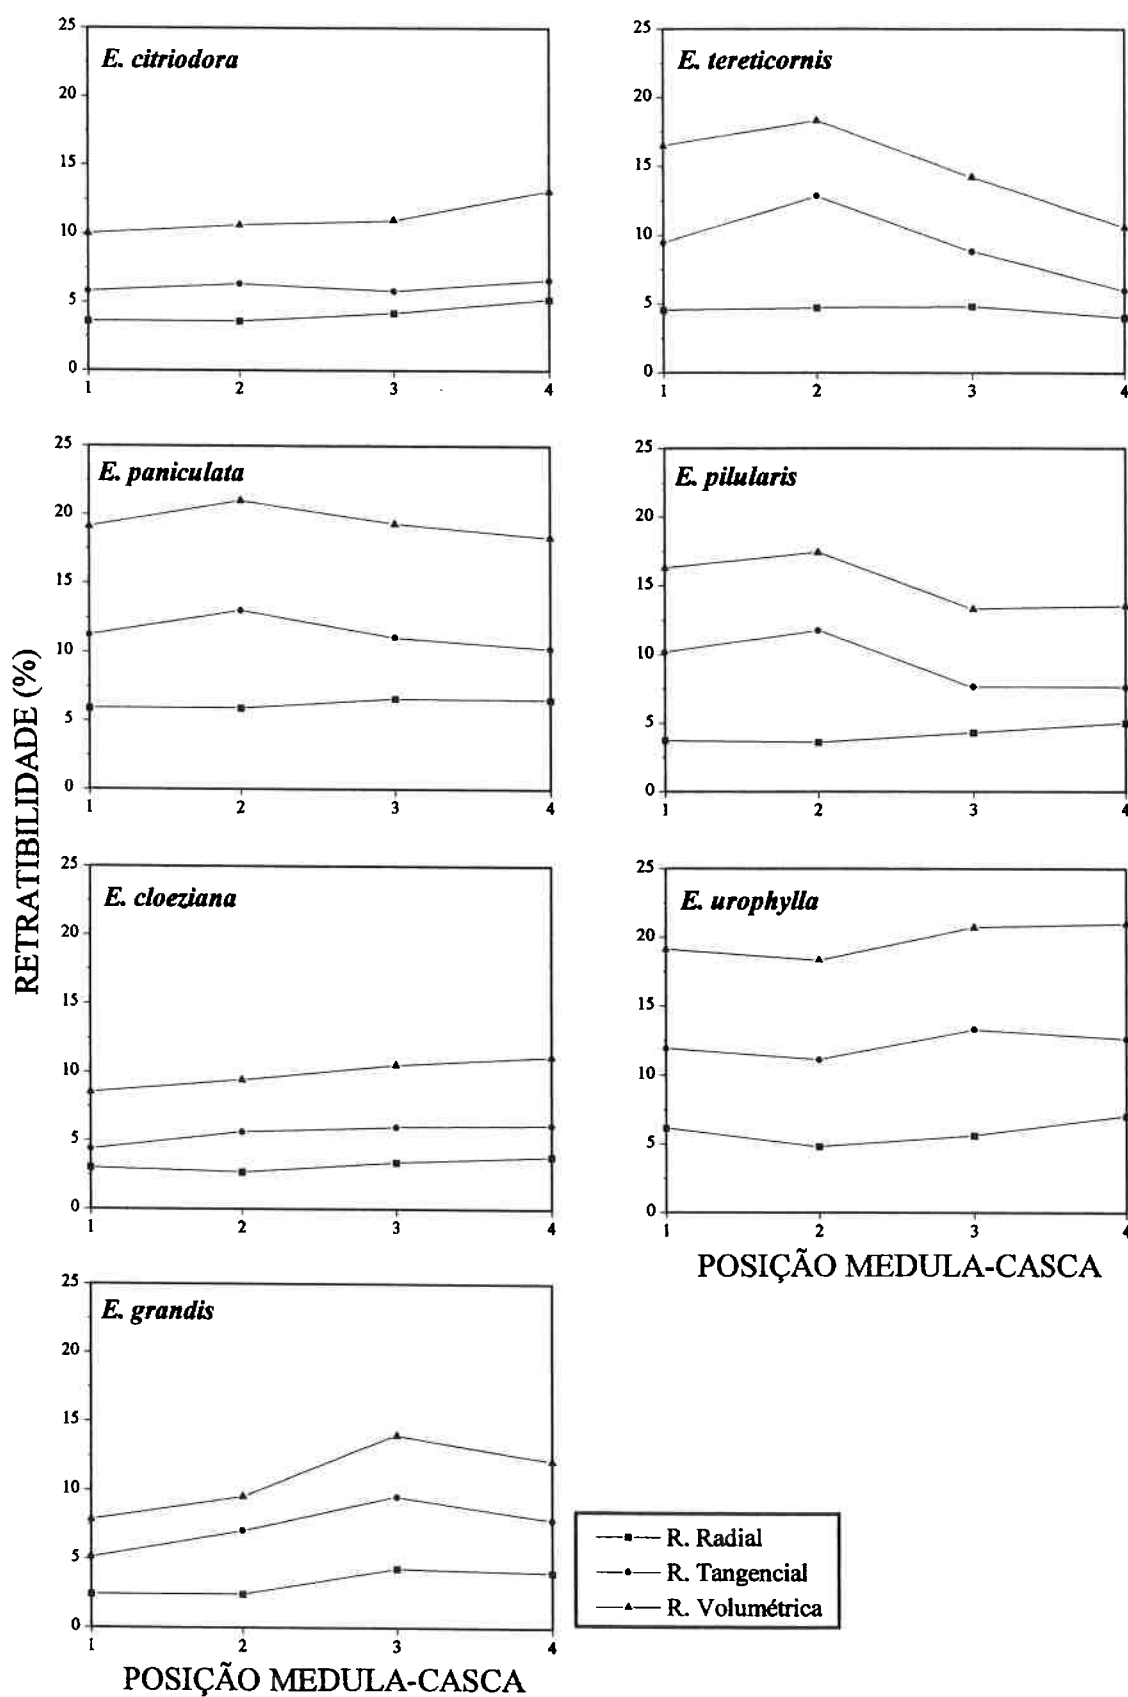 E. citriodora
25
20
15
10
5
0
1 2 3 4
E. tereticornis
25
20
15
10
5
0
1 2 3 4
E. paniculata
25
20
15
10
5
0
1 2 3 4
E. pilularis
25
20
15
10
5
0
1 2 3 4
RETRATIBILIDADE (%)
E. cloeziana
25
20
15
10
5
0
1 2 3 4
E. urophylla
25
20
15
10
5
0
1 2 3 4
POSIÇÃO MEDULA-CASCA
E. grandis
25
20
15
10
5
0
1 2 3 4
POSIÇÃO MEDULA-CASCA
R. Radial
R. Tangencial
R. Volumétrica